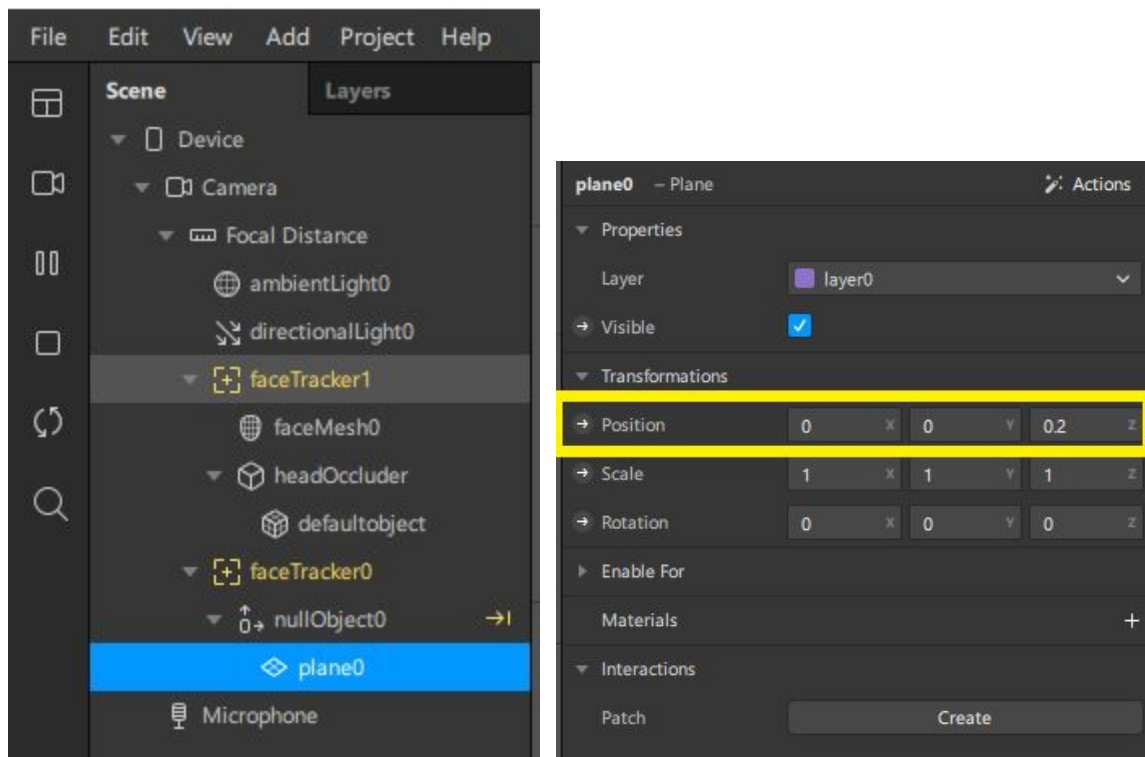 File Edit View Add Project Help
Scene Layers
Device
Camera
Focal Distance
ambientLight0
directionalLight0
faceTracker1
faceMesh0
headOccluder
defaultobject
faceTracker0
nullObject0
plane0
Microphone
plane0 – Plane Actions
Properties
Layer layer0
Visible
Transformations
Position 0 X 0 Y 0.2 Z
Scale 1 X 1 Y 1 Z
Rotation 0 X 0 Y 0 Z
Enable For
Materials +
Interactions
Patch Create